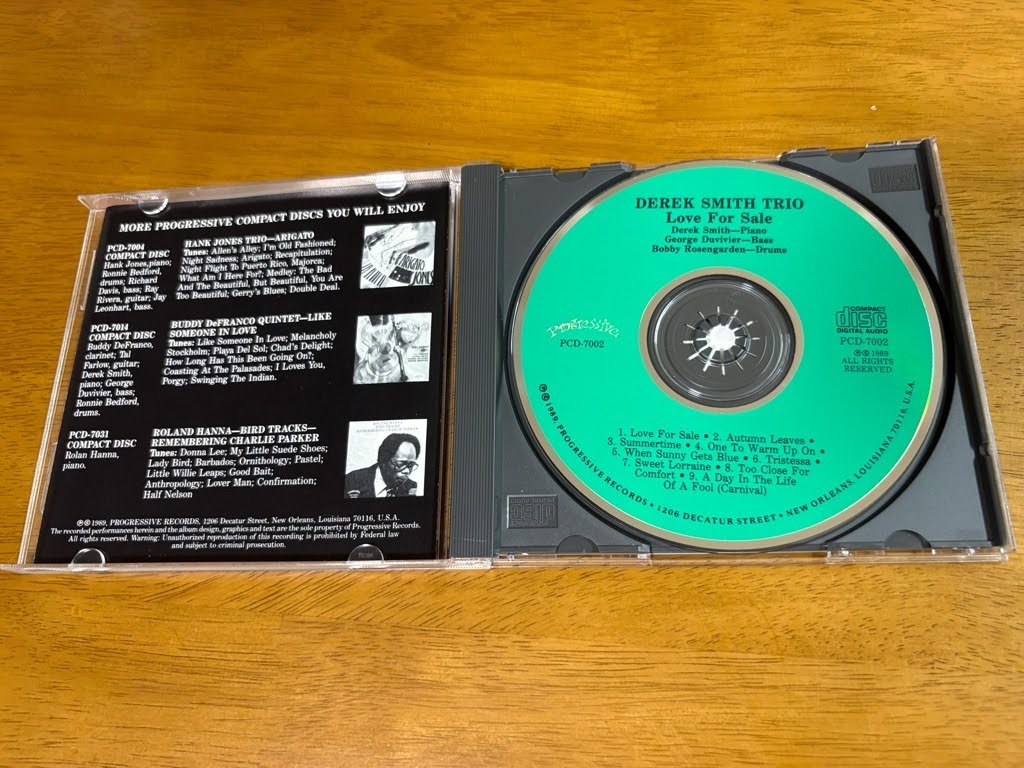 MORE PROGRESSIVE COMPACT DISCS YOU WILL ENJOY
PCD-7004
COMPACT DISC
Hank Jones,piano;
Ronnie Bedford,
drums; Richard
Davis, bass; Ray
Rivera, guitar; Jay
Leonhart, bass.
HANK JONES TRIO—ARIGATO
Tunes: Allen's Alley; I'm Old Fashioned;
Night Sadness; Arigato; Recapitulation;
Night Flight To Puerto Rico, Majorca;
What Am I Here For?; Medley: The Bad
And The Beautiful, But Beautiful, You Are
Too Beautiful; Gerry's Blues; Double Deal.
ARIGATO
JONES
PCD-7014
COMPACT DISC
Buddy DeFranco,
clarinet; Tal
Farlow, guitar;
Derek Smith,
piano; George
Duvivier, bass;
Ronnie Bedford,
drums.
BUDDY DeFRANCO QUINTET—LIKE
SOMEONE IN LOVE
Tunes: Like Someone In Love; Melancholy
Stockholm; Playa Del Sol; Chad's Delight;
How Long Has This Been Going On?;
Coasting At The Palasades; I Loves You,
Porgy; Swinging The Indian.
PCD-7031
COMPACT DISC
Rolan Hanna,
piano.
ROLAND HANNA—BIRD TRACKS—
REMEMBERING CHARLIE PARKER
Tunes: Donna Lee; My Little Suede Shoes;
Lady Bird; Barbados; Ornithology; Pastel;
Little Willie Leaps; Good Bait;
Anthropology; Lover Man; Confirmation;
Half Nelson
℗©1989, PROGRESSIVE RECORDS, 1206 Decatur Street, New Orleans, Louisiana 70116, U.S.A.
The recorded performances herein and the album design, graphics and text are the sole property of Progressive Records.
All rights reserved. Warning: Unauthorized reproduction of this recording is prohibited by Federal law
and subject to criminal prosecution.
DEREK SMITH TRIO
Love For Sale
Derek Smith—Piano
George Duvivier—Bass
Bobby Rosengarden—Drums
Progressive
PCD-7002
COMPACT
disc
DIGITAL AUDIO
PCD-7002
℗©1989
ALL RIGHTS
RESERVED
1. Love For Sale • 2. Autumn Leaves •
3. Summertime • 4. One To Warm Up On •
5. When Sunny Gets Blue • 6. Tristessa •
7. Sweet Lorraine • 8. Too Close For
Comfort • 9. A Day In The Life
Of A Fool (Carnival)
℗©1989, PROGRESSIVE RECORDS • 1206 DECATUR STREET • NEW ORLEANS, LOUISIANA 70116, U.S.A.